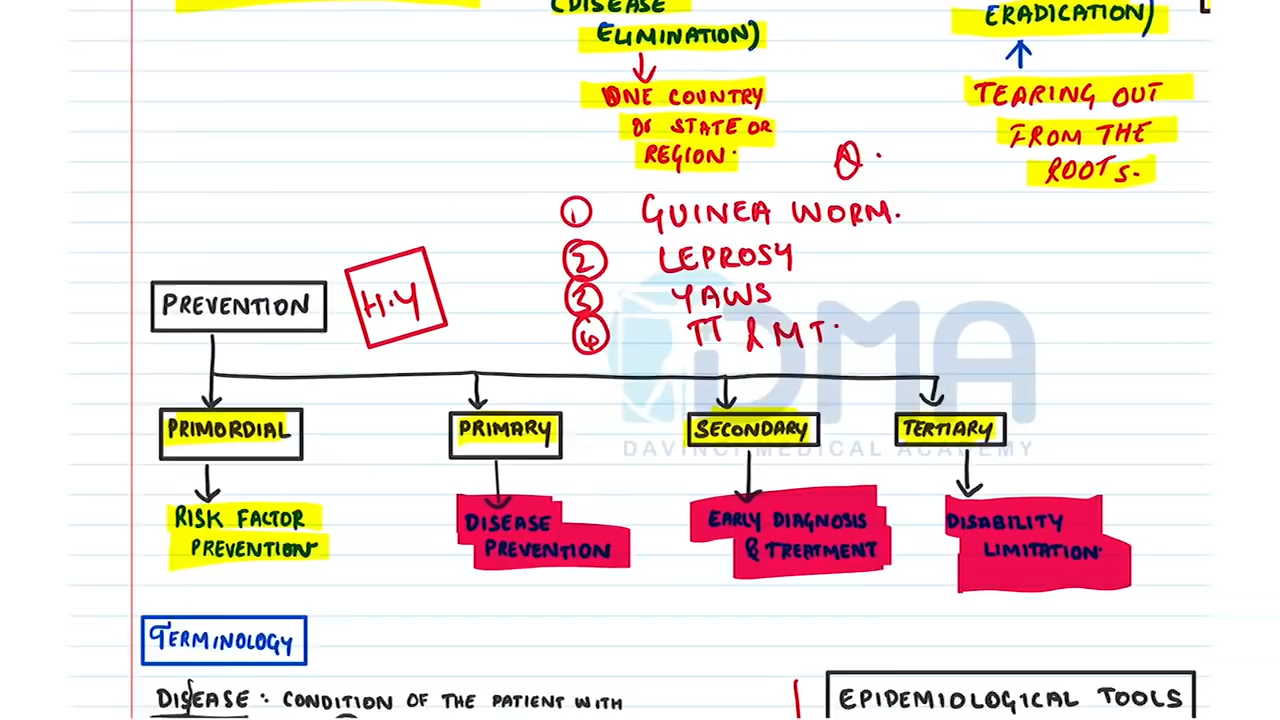 (DISEASE
ELIMINATION)
ERADICATION)
ONE COUNTRY
OR STATE OR
REGION.
TEARING OUT
FROM THE
ROOTS.
Q.
① GUINEA WORM.
② LEPROSY
③ YAWS
④ TT & MT.
PREVENTION
H.Y
PRIMORDIAL
PRIMARY
SECONDARY
TERTIARY
DMA
DAVINCI MEDICAL ACADEMY
RISK FACTOR
PREVENTION
DISEASE
PREVENTION
EARLY DIAGNOSIS
& TREATMENT
DISABILITY
LIMITATION.
TERMINOLOGY
DISEASE : CONDITION OF THE PATIENT WITH
EPIDEMIOLOGICAL TOOLS